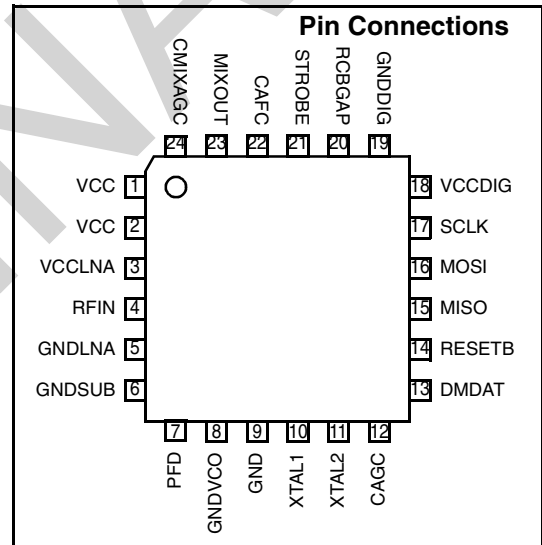 Pin Connections
CMIXAGC
MIXOUT
CAFC
STROBE
RCBGAP
GNDDIG
24 23 22 21 20 19
VCC 1
VCC 2
VCCLNA 3
RFIN 4
GNDLNA 5
GNDSUB 6
18 VCCDIG
17 SCLK
16 MOSI
15 MISO
14 RESETB
13 DMDAT
7 8 9 10 11 12
PFD
GNDVCO
GND
XTAL1
XTAL2
CAGC